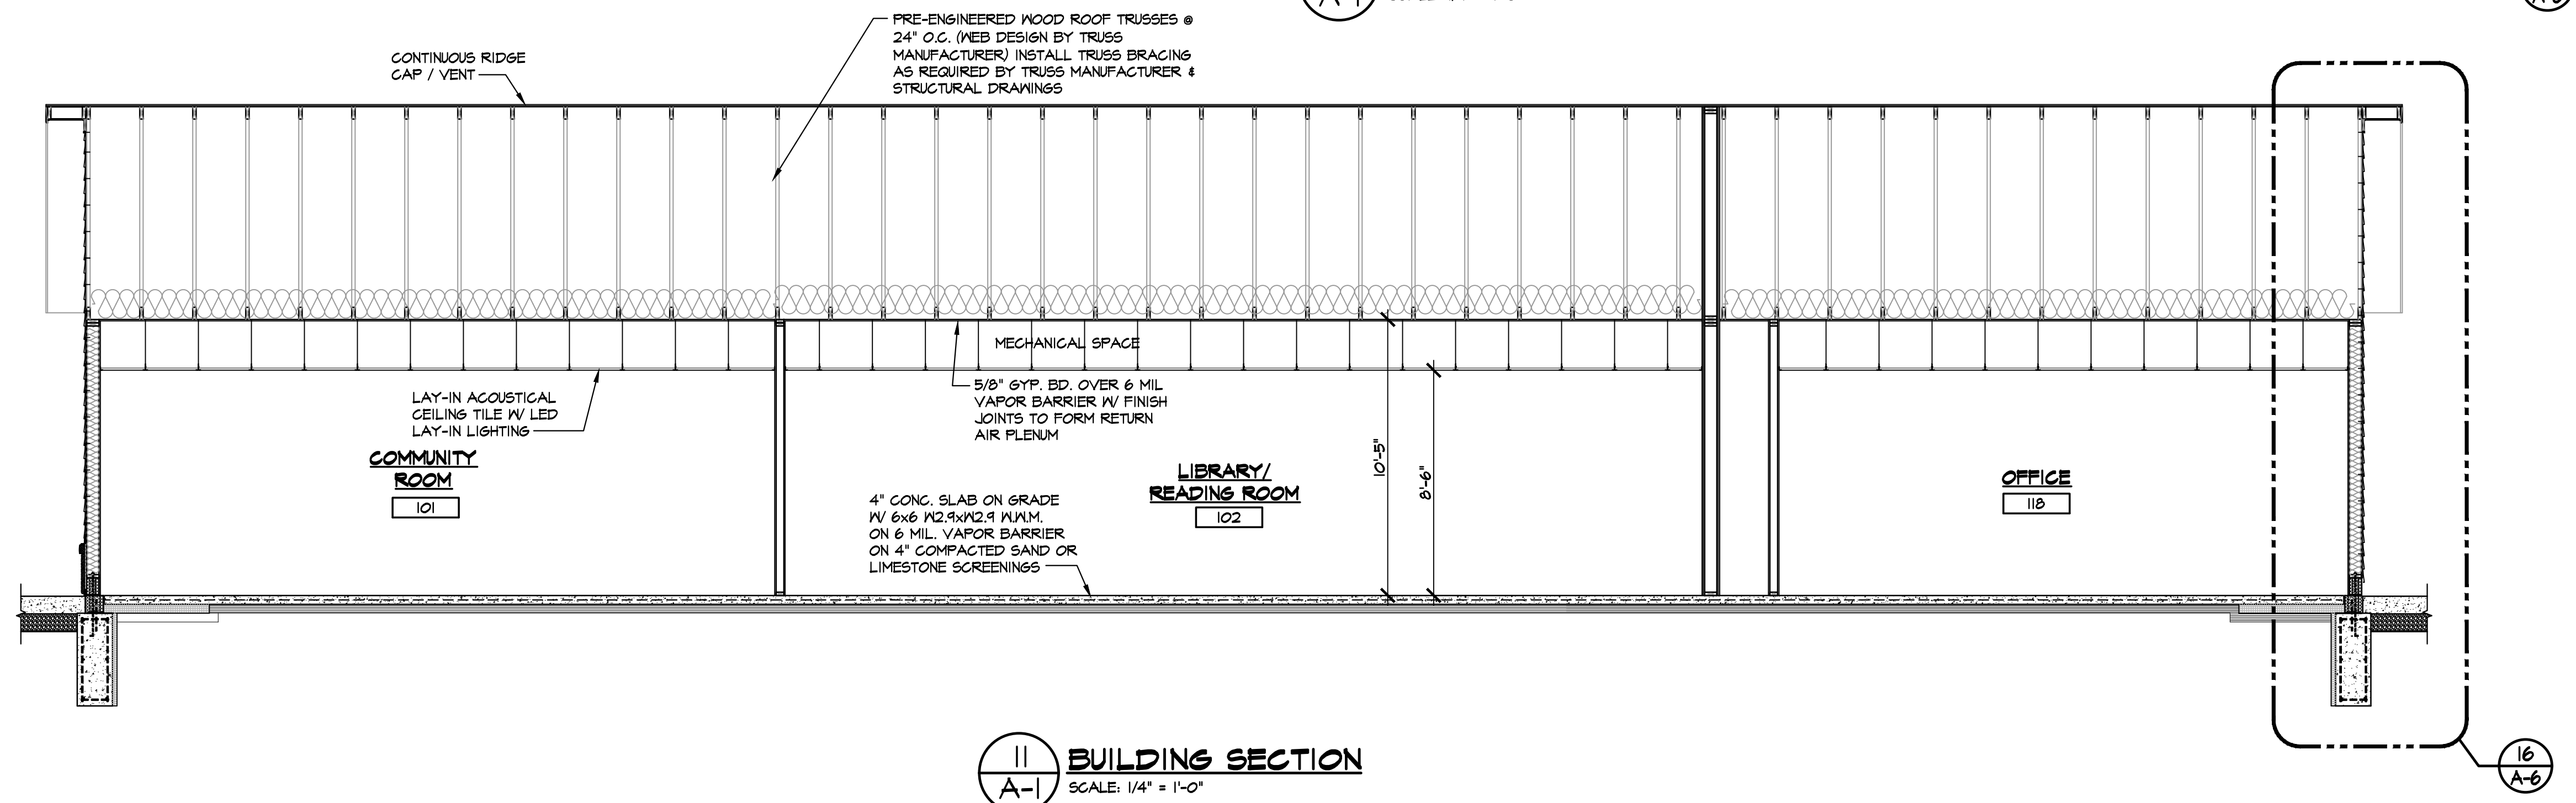 PRE-ENGINEERED WOOD ROOF TRUSSES @
24" O.C. (WEB DESIGN BY TRUSS
MANUFACTURER) INSTALL TRUSS BRACING
AS REQUIRED BY TRUSS MANUFACTURER &
STRUCTURAL DRAWINGS
CONTINUOUS RIDGE
CAP / VENT
MECHANICAL SPACE
5/8" GYP. BD. OVER 6 MIL
VAPOR BARRIER W/ FINISH
JOINTS TO FORM RETURN
AIR PLENUM
LAY-IN ACOUSTICAL
CEILING TILE W/ LED
LAY-IN LIGHTING
COMMUNITY
ROOM
101
4" CONC. SLAB ON GRADE
W/ 6x6 W2.9xW2.9 W.W.M.
ON 6 MIL. VAPOR BARRIER
ON 4" COMPACTED SAND OR
LIMESTONE SCREENINGS
LIBRARY/
READING ROOM
102
10'-5"
8'-6"
OFFICE
118
11
A-1
BUILDING SECTION
SCALE: 1/4" = 1'-0"
16
A-6